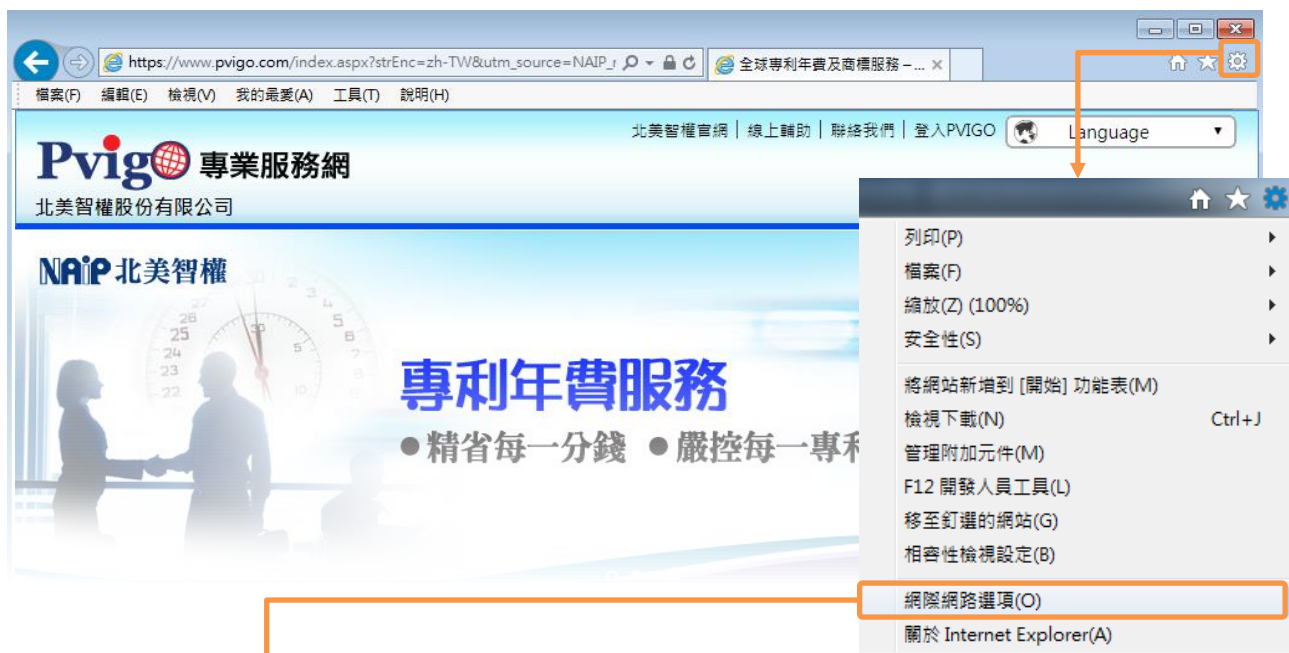 https://www.pvigo.com/index.aspx?strEnc=zh-TW&utm_source=NAIP_r
全球專利年費及商標服務 – ...
檔案(F) 編輯(E) 檢視(V) 我的最愛(A) 工具(T) 說明(H)
北美智權官網 | 線上輔助 | 聯絡我們 | 登入PVIGO Language
Pvigo 專業服務網
北美智權股份有限公司
NAiP 北美智權
專利年費服務
●精省每一分錢 ●嚴控每一專利
列印(P)
檔案(F)
縮放(Z) (100%)
安全性(S)
將網站新增到 [開始] 功能表(M)
檢視下載(N) Ctrl+J
管理附加元件(M)
F12 開發人員工具(L)
移至釘選的網站(G)
相容性檢視設定(B)
網際網路選項(O)
關於 Internet Explorer(A)